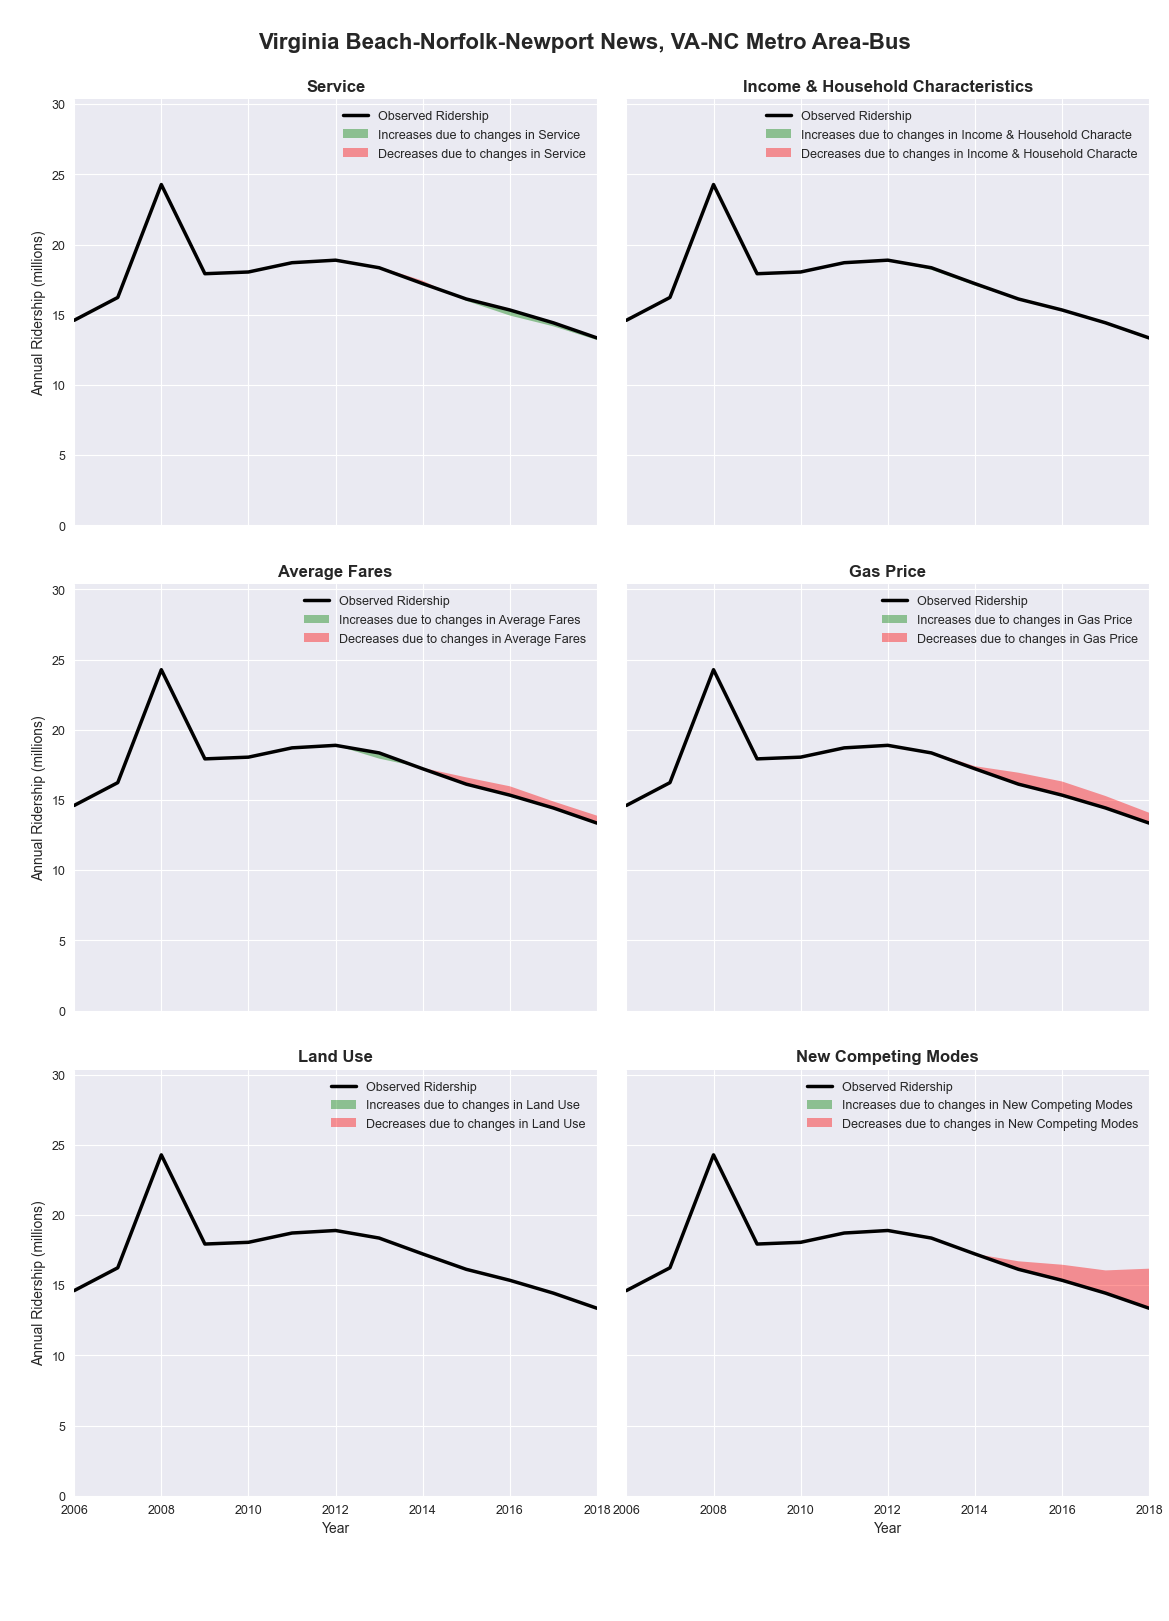 Virginia Beach-Norfolk-Newport News, VA-NC Metro Area-Bus
Service
Observed Ridership
Increases due to changes in Service
Decreases due to changes in Service
30
25
20
15
10
5
0
Annual Ridership (millions)
Income & Household Characteristics
Observed Ridership
Increases due to changes in Income & Household Characte
Decreases due to changes in Income & Household Characte
Average Fares
Observed Ridership
Increases due to changes in Average Fares
Decreases due to changes in Average Fares
30
25
20
15
10
5
0
Annual Ridership (millions)
Gas Price
Observed Ridership
Increases due to changes in Gas Price
Decreases due to changes in Gas Price
Land Use
Observed Ridership
Increases due to changes in Land Use
Decreases due to changes in Land Use
30
25
20
15
10
5
0
Annual Ridership (millions)
2006 2008 2010 2012 2014 2016 2018
Year
New Competing Modes
Observed Ridership
Increases due to changes in New Competing Modes
Decreases due to changes in New Competing Modes
2006 2008 2010 2012 2014 2016 2018
Year